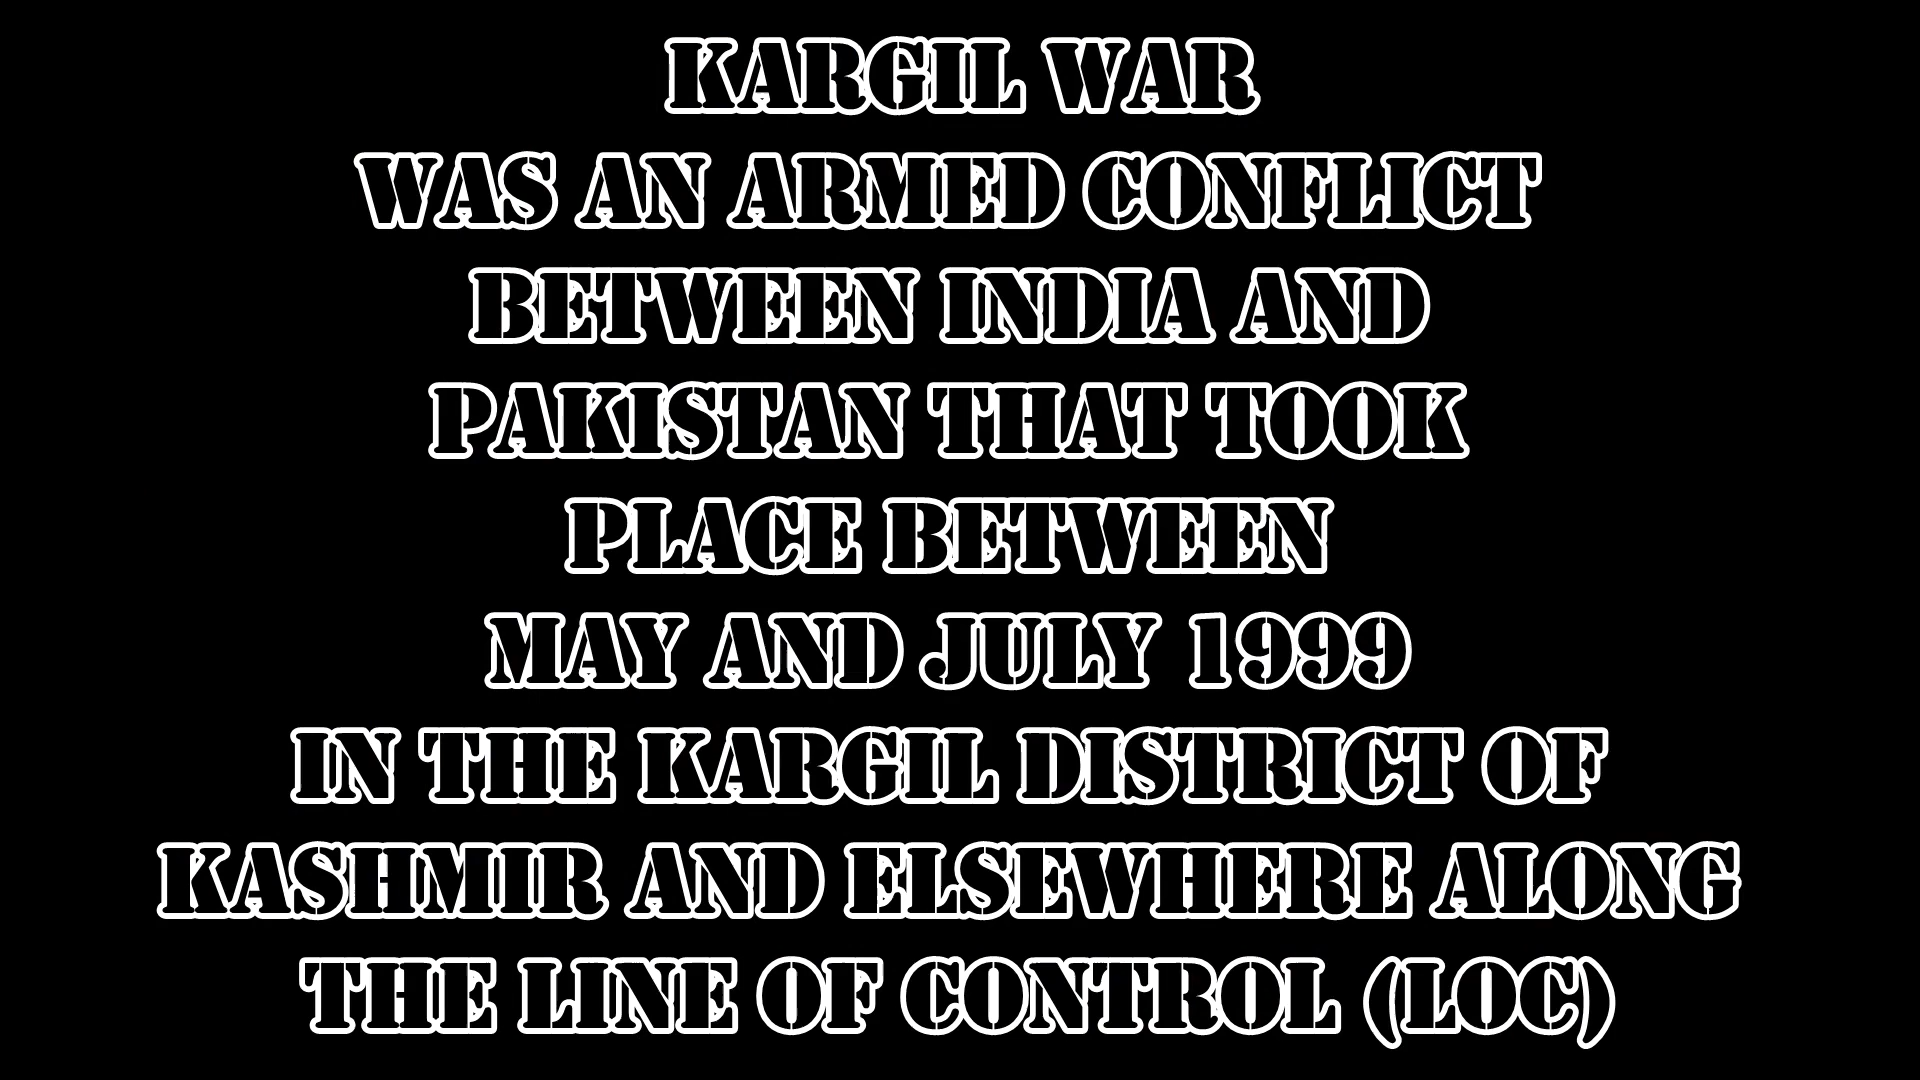 KARGIL WAR
WAS AN ARMED CONFLICT
BETWEEN INDIA AND
PAKISTAN THAT TOOK
PLACE BETWEEN
MAY AND JULY 1999
IN THE KARGIL DISTRICT OF
KASHMIR AND ELSEWHERE ALONG
THE LINE OF CONTROL (LOC)